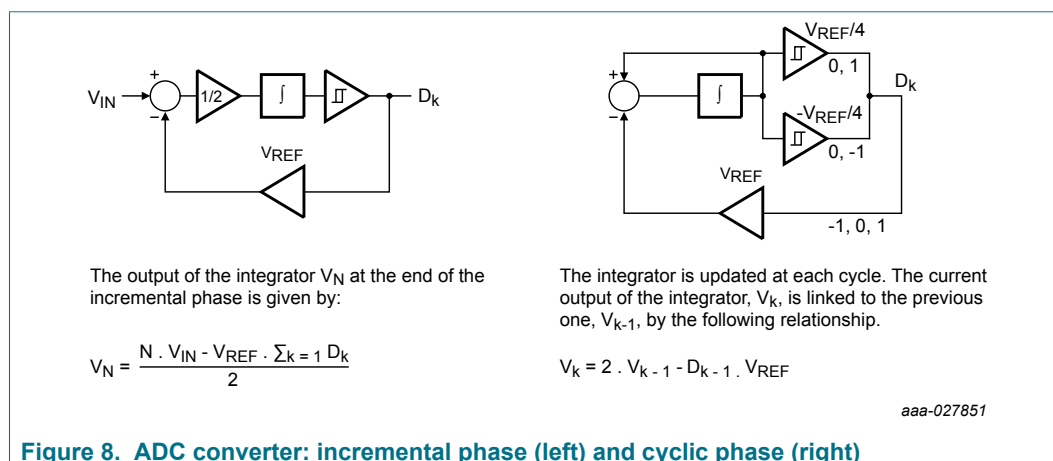 V_IN
+
−
1/2
∫
D_k
V_REF
+
−
∫
V_REF/4
0, 1
D_k
-V_REF/4
0, -1
V_REF
-1, 0, 1
The output of the integrator V_N at the end of the
incremental phase is given by:
V_N = (N . V_IN - V_REF . ∑_k = 1 D_k) / 2
The integrator is updated at each cycle. The current
output of the integrator, V_k, is linked to the previous
one, V_k-1, by the following relationship.
V_k = 2 . V_k - 1 - D_k - 1 . V_REF
aaa-027851
Figure 8. ADC converter: incremental phase (left) and cyclic phase (right)